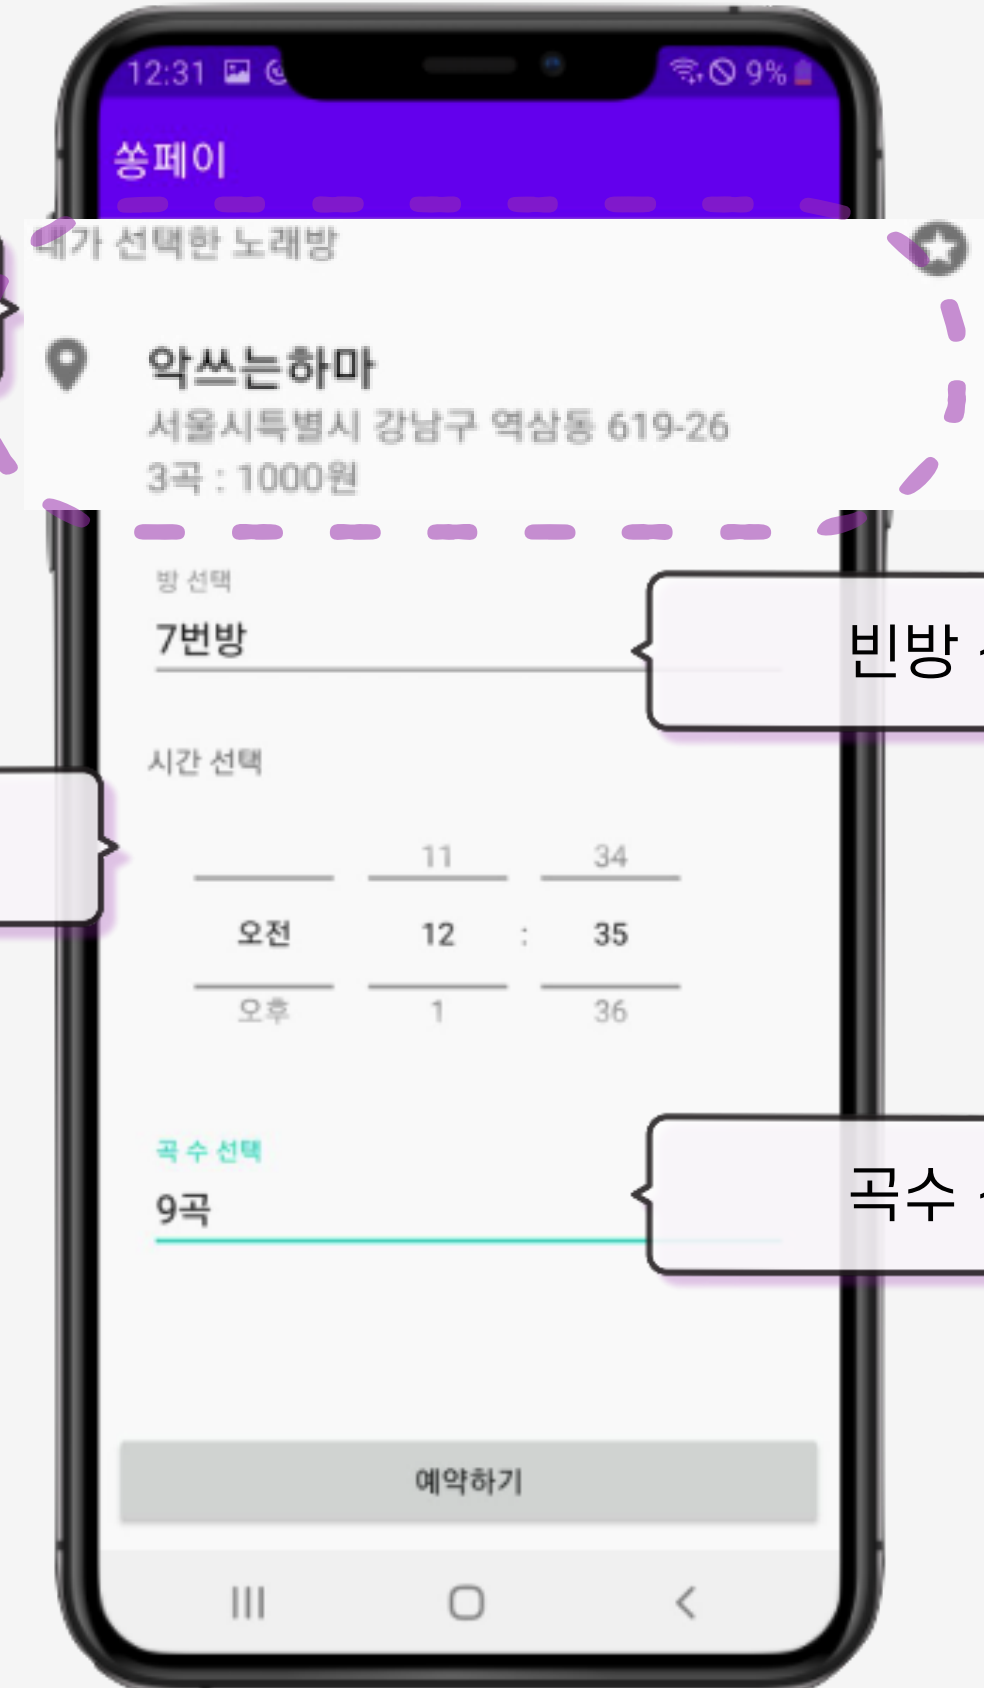 12:31 9%
쏭페이
내가 선택한 노래방
악쓰는하마
서울시특별시 강남구 역삼동 619-26
3곡 : 1000원
방 선택
7번방
빈방
시간 선택
11 34
오전 12 : 35
오후 1 36
곡 수 선택
9곡
곡수
예약하기